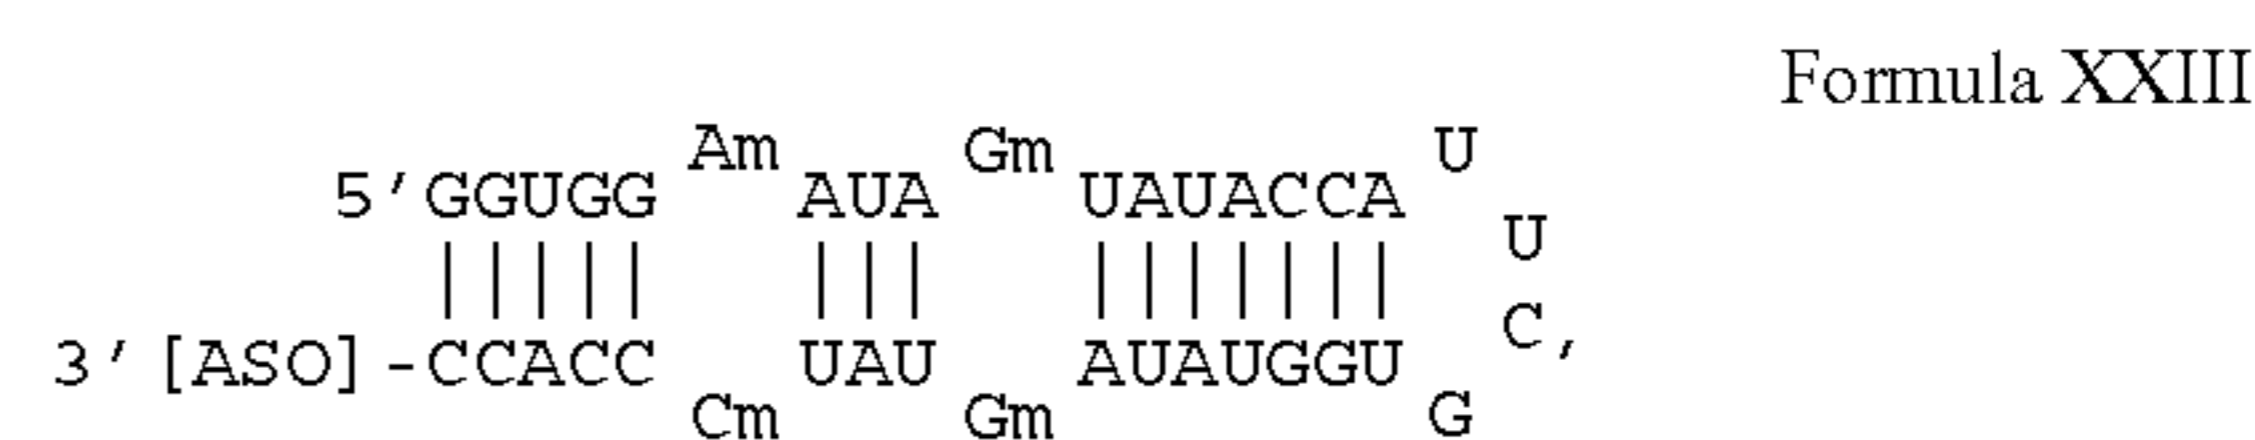 Formula XXIII
Am Gm U
5'GGUGG AUA UAUACCA
U
| | | | | | | | | | | | | | |
C,
3'[ASO]-CCACC UAU AUAUGGU
Cm Gm G